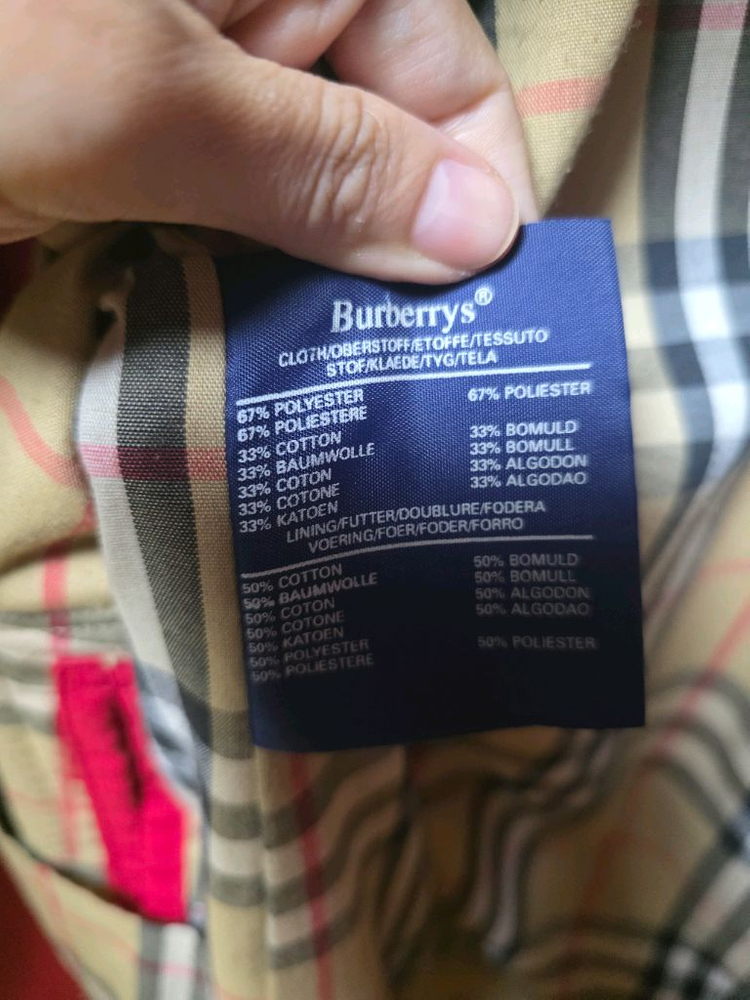 Burberrys®
CLOTH/OBERSTOFF/ETOFFE/TESSUTO
STOF/KLAEDE/TYG/TELA
67% POLYESTER 67% POLIESTER
67% POLIESTERE
33% COTTON 33% BOMULD
33% BAUMWOLLE 33% BOMULL
33% COTON 33% ALGODON
33% COTONE 33% ALGODAO
33% KATOEN
LINING/FUTTER/DOUBLURE/FODERA
VOERING/FOER/FODER/FORRO
50% COTTON 50% BOMULD
50% BAUMWOLLE 50% BOMULL
50% COTON 50% ALGODON
50% COTONE 50% ALGODAO
50% KATOEN
50% POLYESTER 50% POLIESTER
50% POLIESTERE